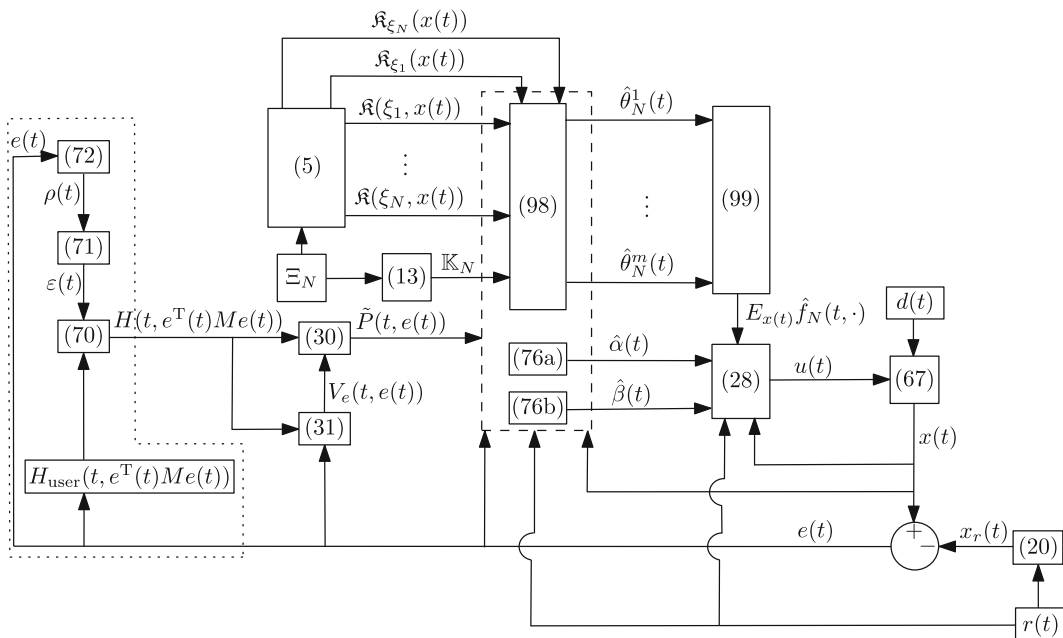 𝔎_{ξ_N}(x(t))
𝔎_{ξ_1}(x(t))
𝔎(ξ_1, x(t))
⋮
𝔎(ξ_N, x(t))
(5)
Ξ_N
(13)
𝕂_N
(98)
θ̂_N^1(t)
⋮
θ̂_N^m(t)
(99)
E_{x(t)} f̂_N(t, ·)
e(t)
(72)
ρ(t)
(71)
ε(t)
(70)
H(t, e^T(t)Me(t))
(30)
P̃(t, e(t))
V_e(t, e(t))
(31)
H_user(t, e^T(t)Me(t))
(76a)
α̂(t)
(76b)
β̂(t)
(28)
u(t)
d(t)
(67)
x(t)
+
−
e(t)
x_r(t)
(20)
r(t)